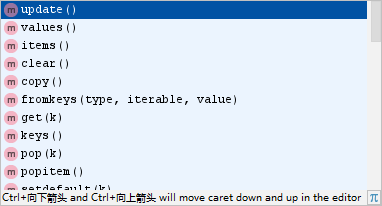 m update()
m values()
m items()
m clear()
m copy()
m fromkeys(type, iterable, value)
m get(k)
m keys()
m pop(k)
m popitem()
m setdefault(k)
Ctrl+向下箭头 and Ctrl+向上箭头 will move caret down and up in the editor π